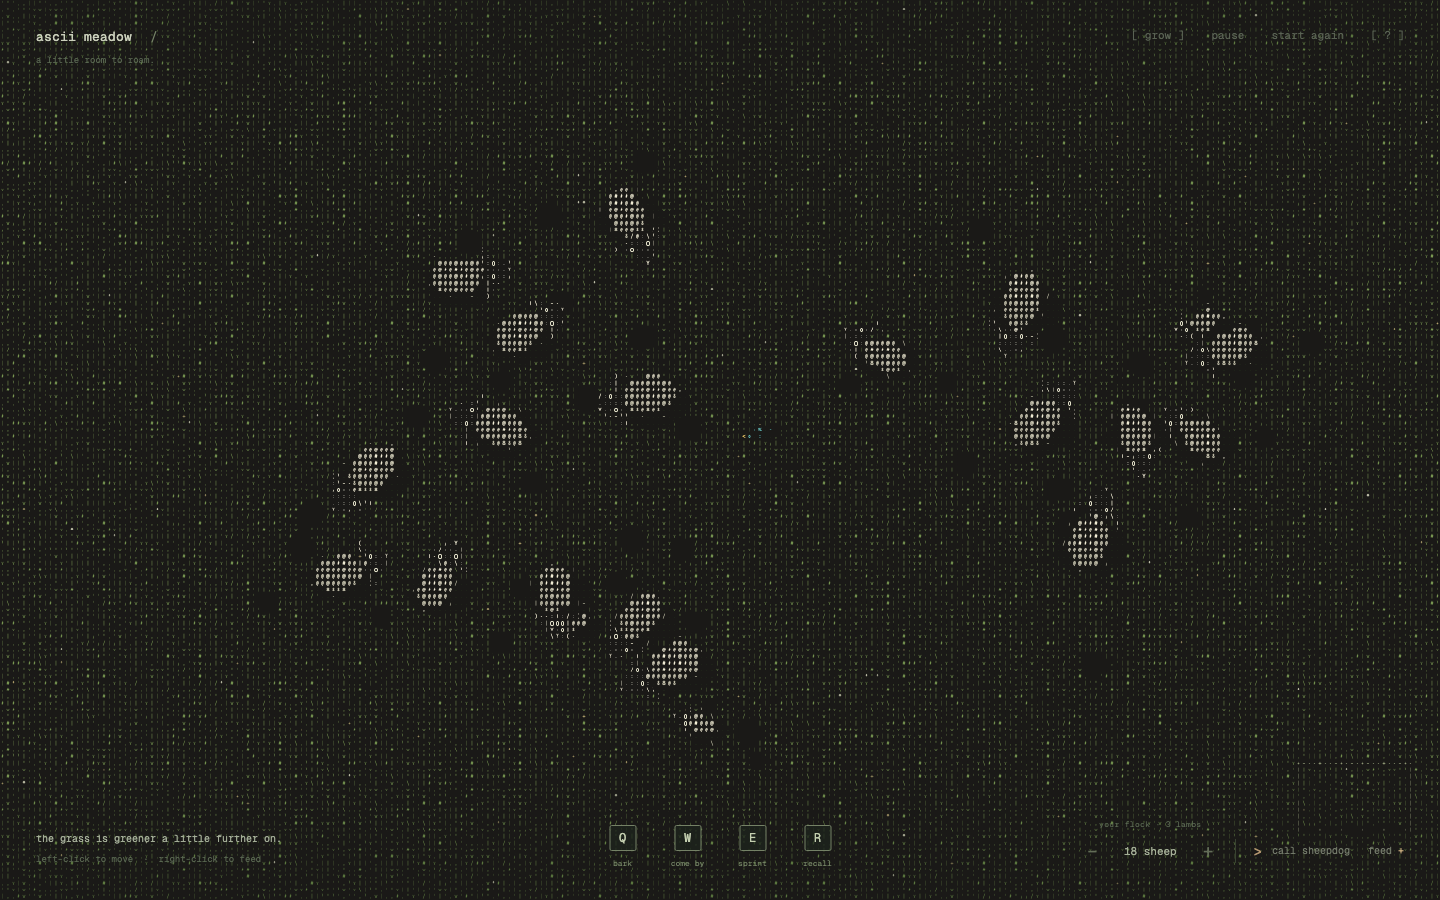 ascii meadow /
[ grow ] pause start again [ ? ]
a little room to roam
Q W E R
bark come by sprint recall
the grass is greener a little further on.
left-click to move · right-click to feed
your flock · 3 lambs
− 18 sheep + > call sheepdog feed +